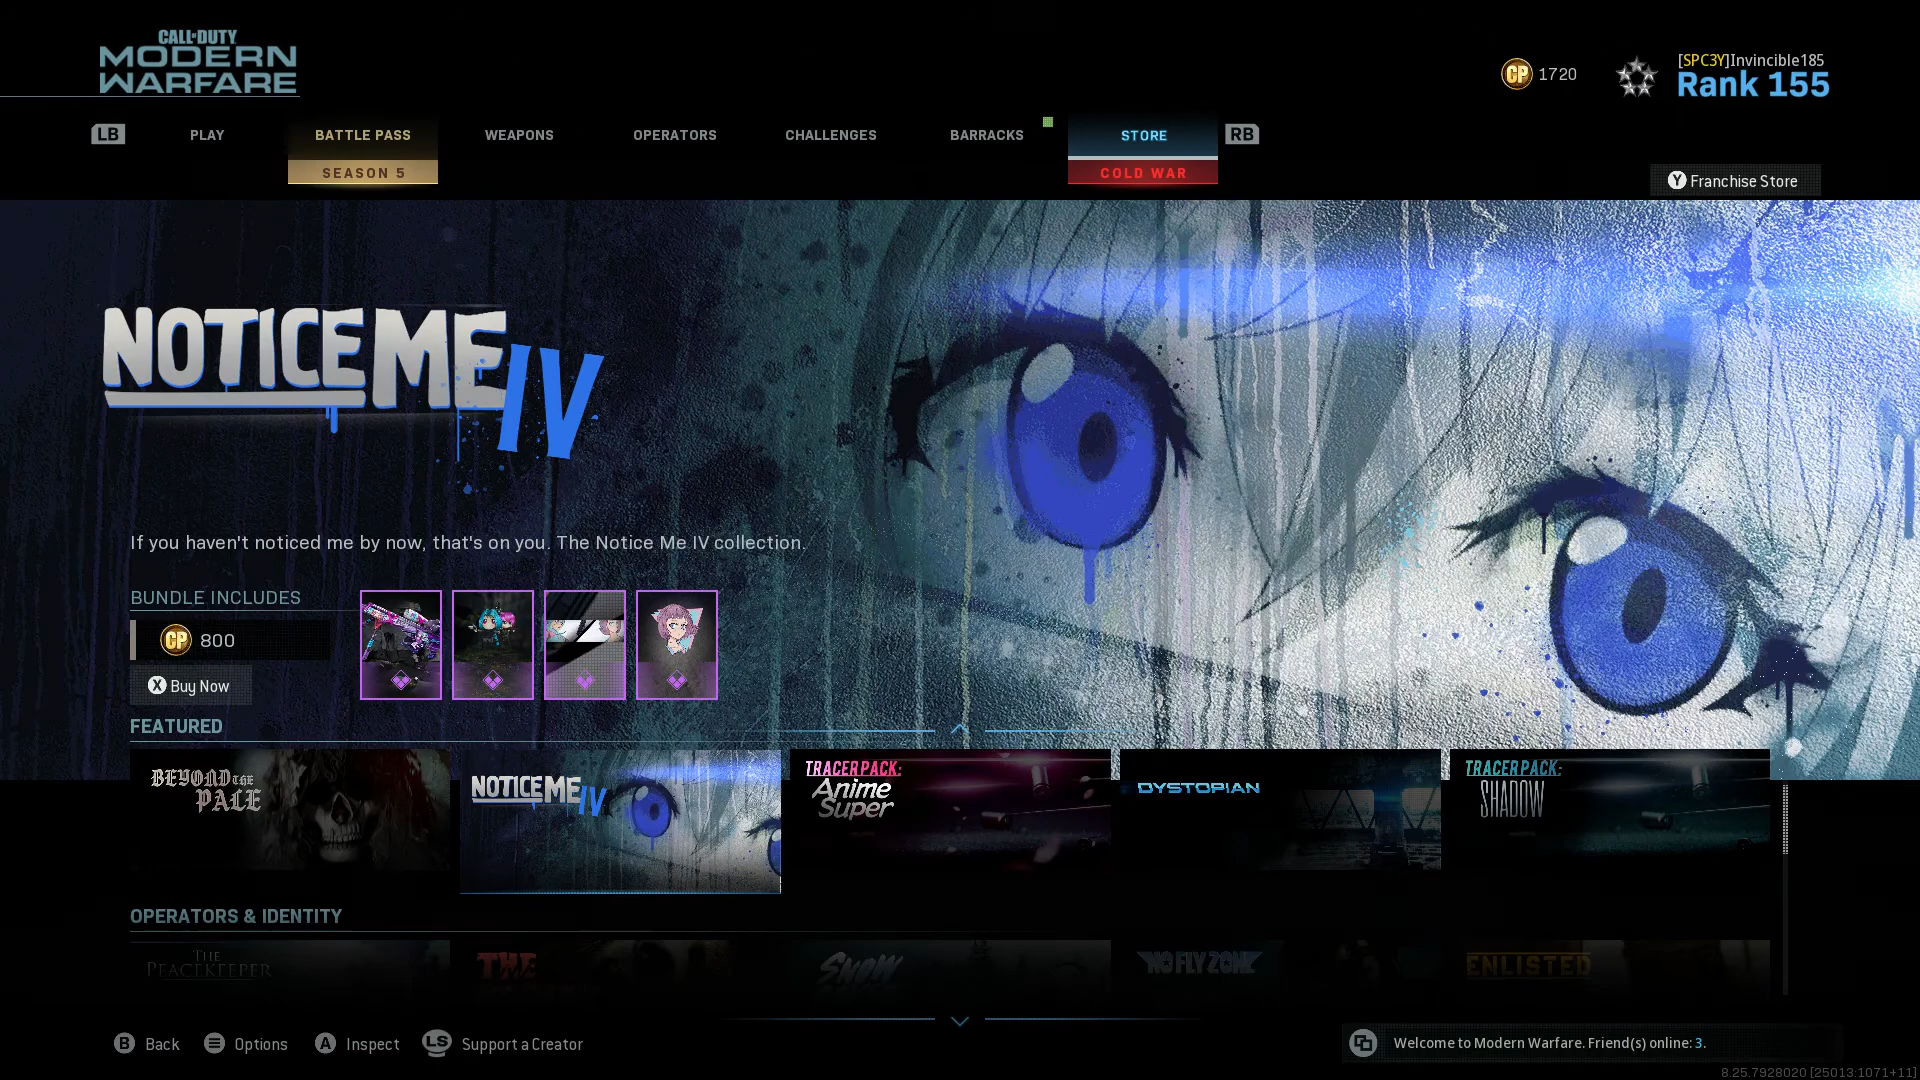 CALL OF DUTY
MODERN
WARFARE
CP 1720
[SPC3Y]Invincible185
Rank 155
LB
PLAY
BATTLE PASS
WEAPONS
OPERATORS
CHALLENGES
BARRACKS
STORE
RB
SEASON 5
COLD WAR
Y Franchise Store
NOTICE ME IV
If you haven't noticed me by now, that's on you. The Notice Me IV collection.
BUNDLE INCLUDES
CP 800
X Buy Now
FEATURED
BEYOND THE
PALE
NOTICE ME IV
TRACER PACK:
Anime
Super
DYSTOPIAN
TRACER PACK:
SHADOW
OPERATORS & IDENTITY
THE
PEACEKEEPER
THE
SNOW
NO FLY ZONE
ENLISTED
B Back
Options
A Inspect
LS Support a Creator
Welcome to Modern Warfare. Friend(s) online: 3.
8.25.7928020 [25013:1071+11]